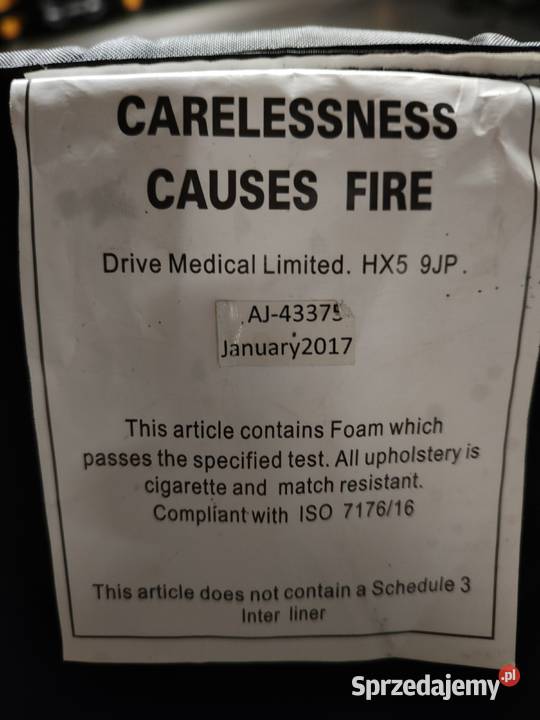 CARELESSNESS
CAUSES FIRE
Drive Medical Limited. HX5 9JP.
AJ-43375
January2017
This article contains Foam which
passes the specified test. All upholstery is
cigarette and match resistant.
Compliant with ISO 7176/16
This article does not contain a Schedule 3
Inter liner
Sprzedajemy.pl